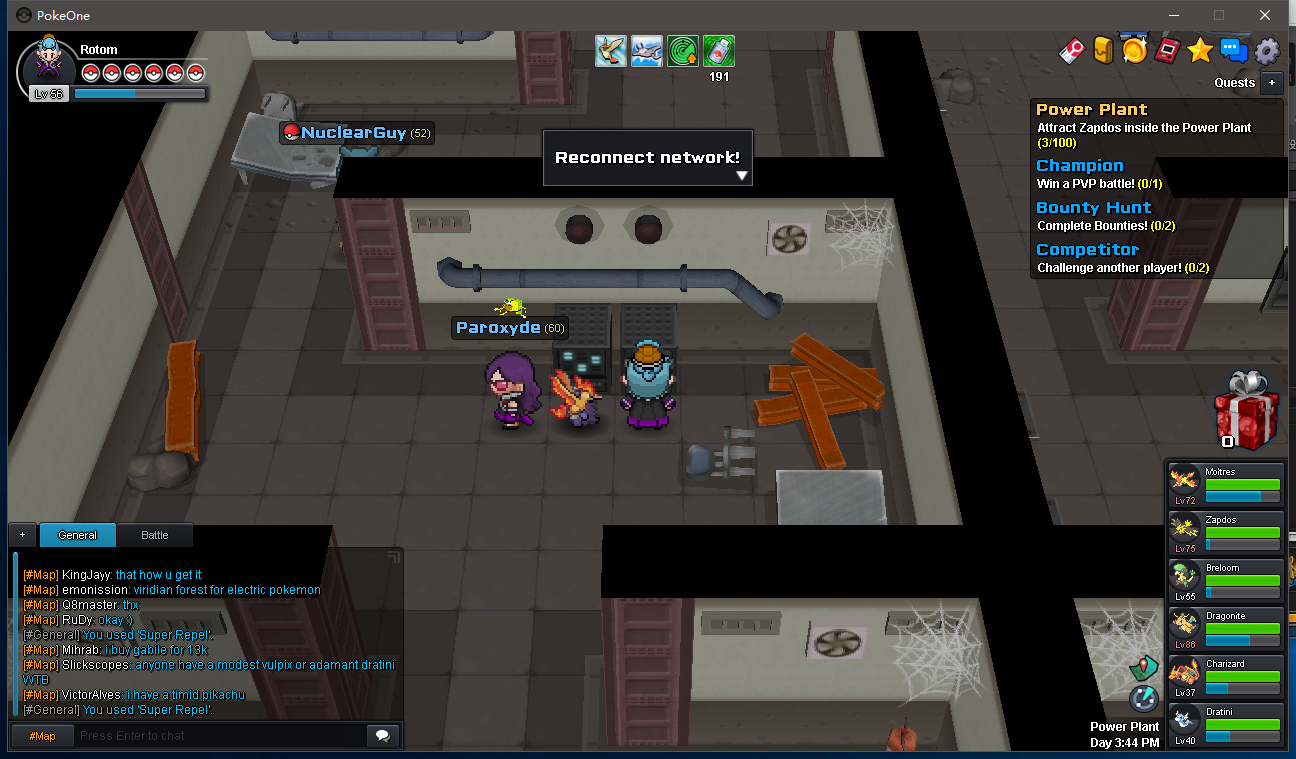 PokeOne
Rotom
Lv 56
191
Quests +
Power Plant
Attract Zapdos inside the Power Plant
(3/100)
Champion
Win a PVP battle! (0/1)
Bounty Hunt
Complete Bounties! (0/2)
Competitor
Challenge another player! (0/2)
NuclearGuy (52)
Reconnect network!
Paroxyde (60)
0
Moltres
Lv72
Zapdos
Lv75
Breloom
Lv55
Dragonite
Lv86
Charizard
Lv37
Dratini
Lv40
+ General Battle
[#Map] KingJayy: that how u get it
[#Map] emonission: viridian forest for electric pokemon
[#Map] Q8master: thx
[#Map] RuDy: okay :)
[#General] You used 'Super Repel'.
[#Map] Mihrab: i buy gabile for 13k
[#Map] Slickscopes: anyone have a modest vulpix or adamant dratini
WTB
[#Map] VictorAlves: i have a timid pikachu
[#General] You used 'Super Repel'.
#Map Press Enter to chat
Power Plant
Day 3:44 PM